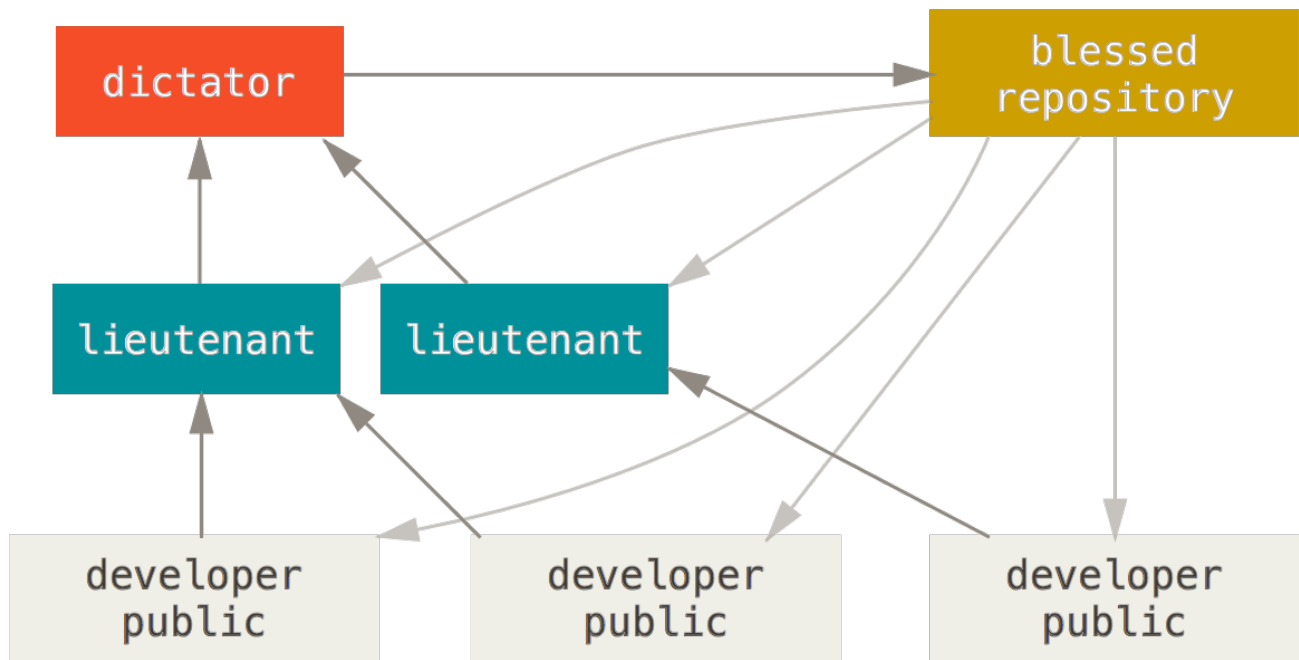 dictator
blessed
repository
lieutenant
lieutenant
developer
public
developer
public
developer
public